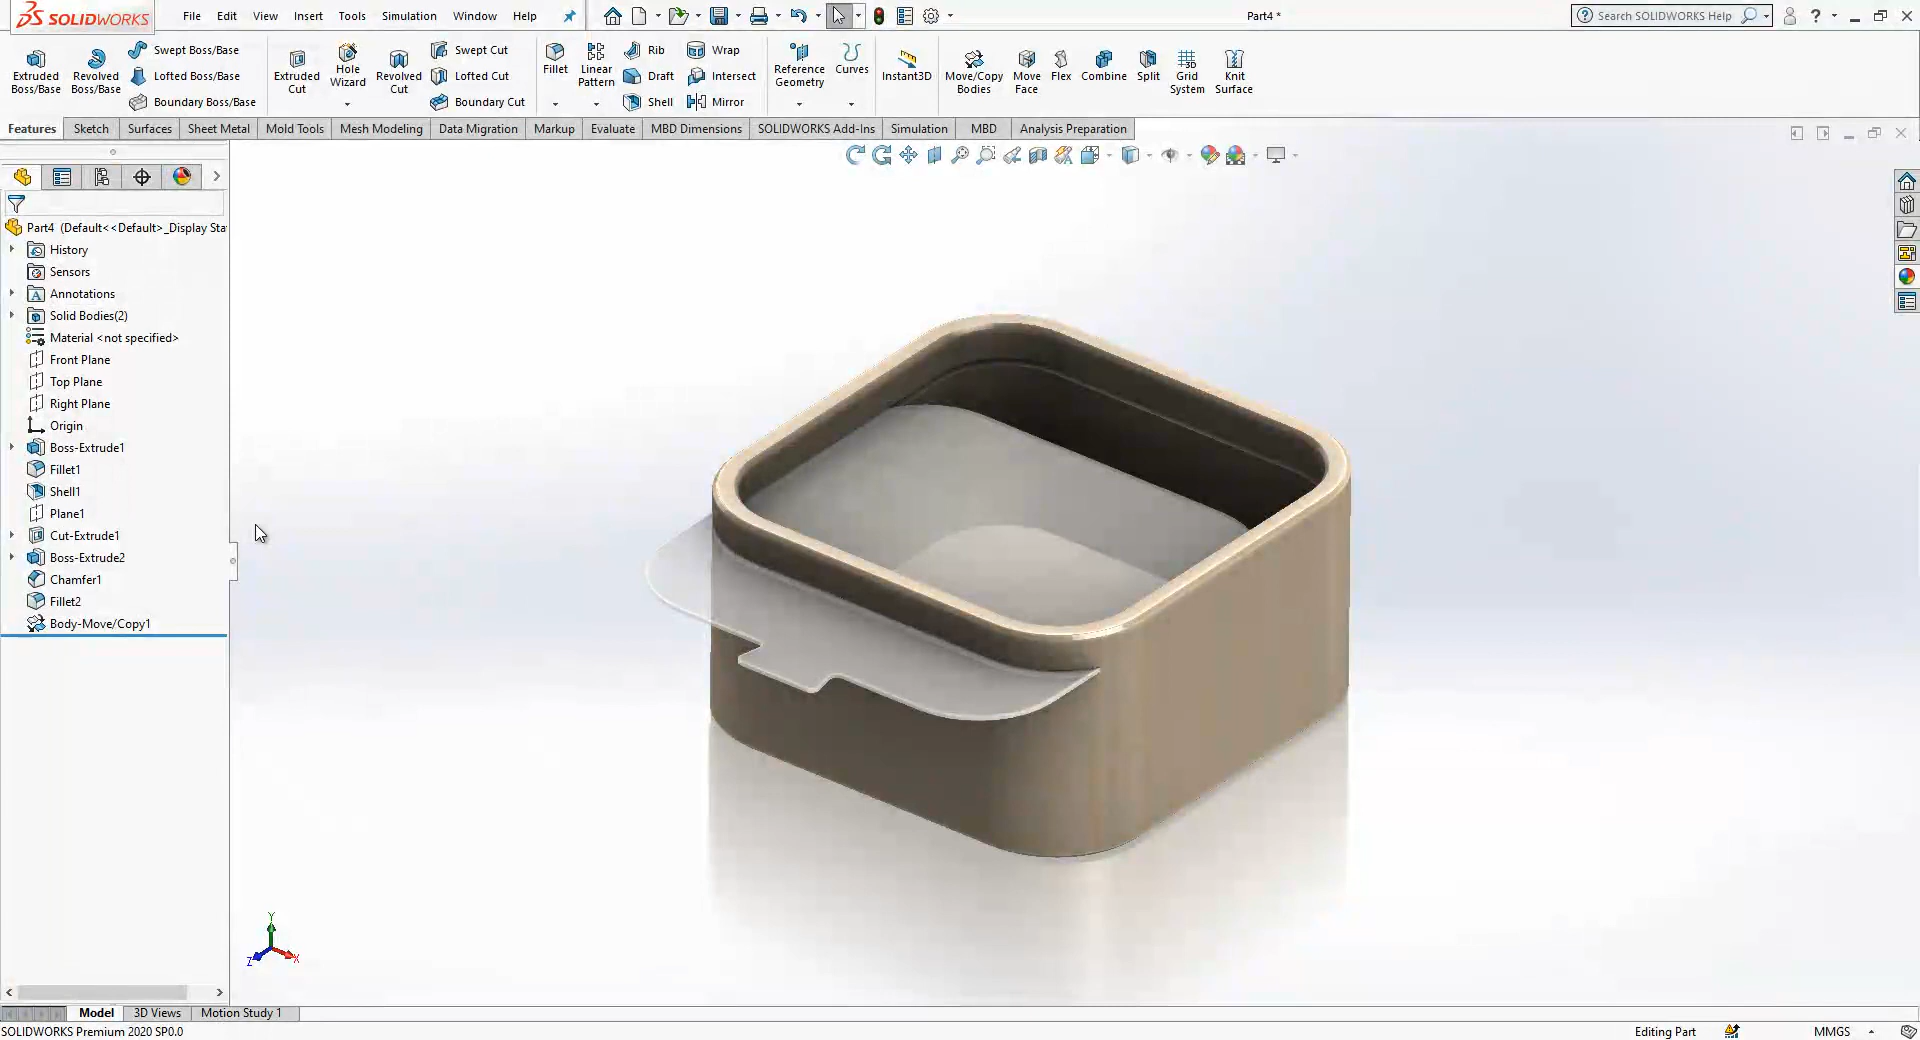 SOLIDWORKS
File Edit View Insert Tools Simulation Window Help
Part4 *
Search SOLIDWORKS Help
?
Extruded Boss/Base
Revolved Boss/Base
Swept Boss/Base
Lofted Boss/Base
Boundary Boss/Base
Extruded Cut
Hole Wizard
Revolved Cut
Swept Cut
Lofted Cut
Boundary Cut
Fillet
Linear Pattern
Rib
Draft
Shell
Wrap
Intersect
Mirror
Reference Geometry
Curves
Instant3D
Move/Copy Bodies
Move Face
Flex
Combine
Split
Grid System
Knit Surface
Features Sketch Surfaces Sheet Metal Mold Tools Mesh Modeling Data Migration Markup Evaluate MBD Dimensions SOLIDWORKS Add-Ins Simulation MBD Analysis Preparation
Part4 (Default<<Default>_Display Sta
History
Sensors
Annotations
Solid Bodies(2)
Material <not specified>
Front Plane
Top Plane
Right Plane
Origin
Boss-Extrude1
Fillet1
Shell1
Plane1
Cut-Extrude1
Boss-Extrude2
Chamfer1
Fillet2
Body-Move/Copy1
Y
Z
X
Model 3D Views Motion Study 1
SOLIDWORKS Premium 2020 SP0.0
Editing Part
MMGS